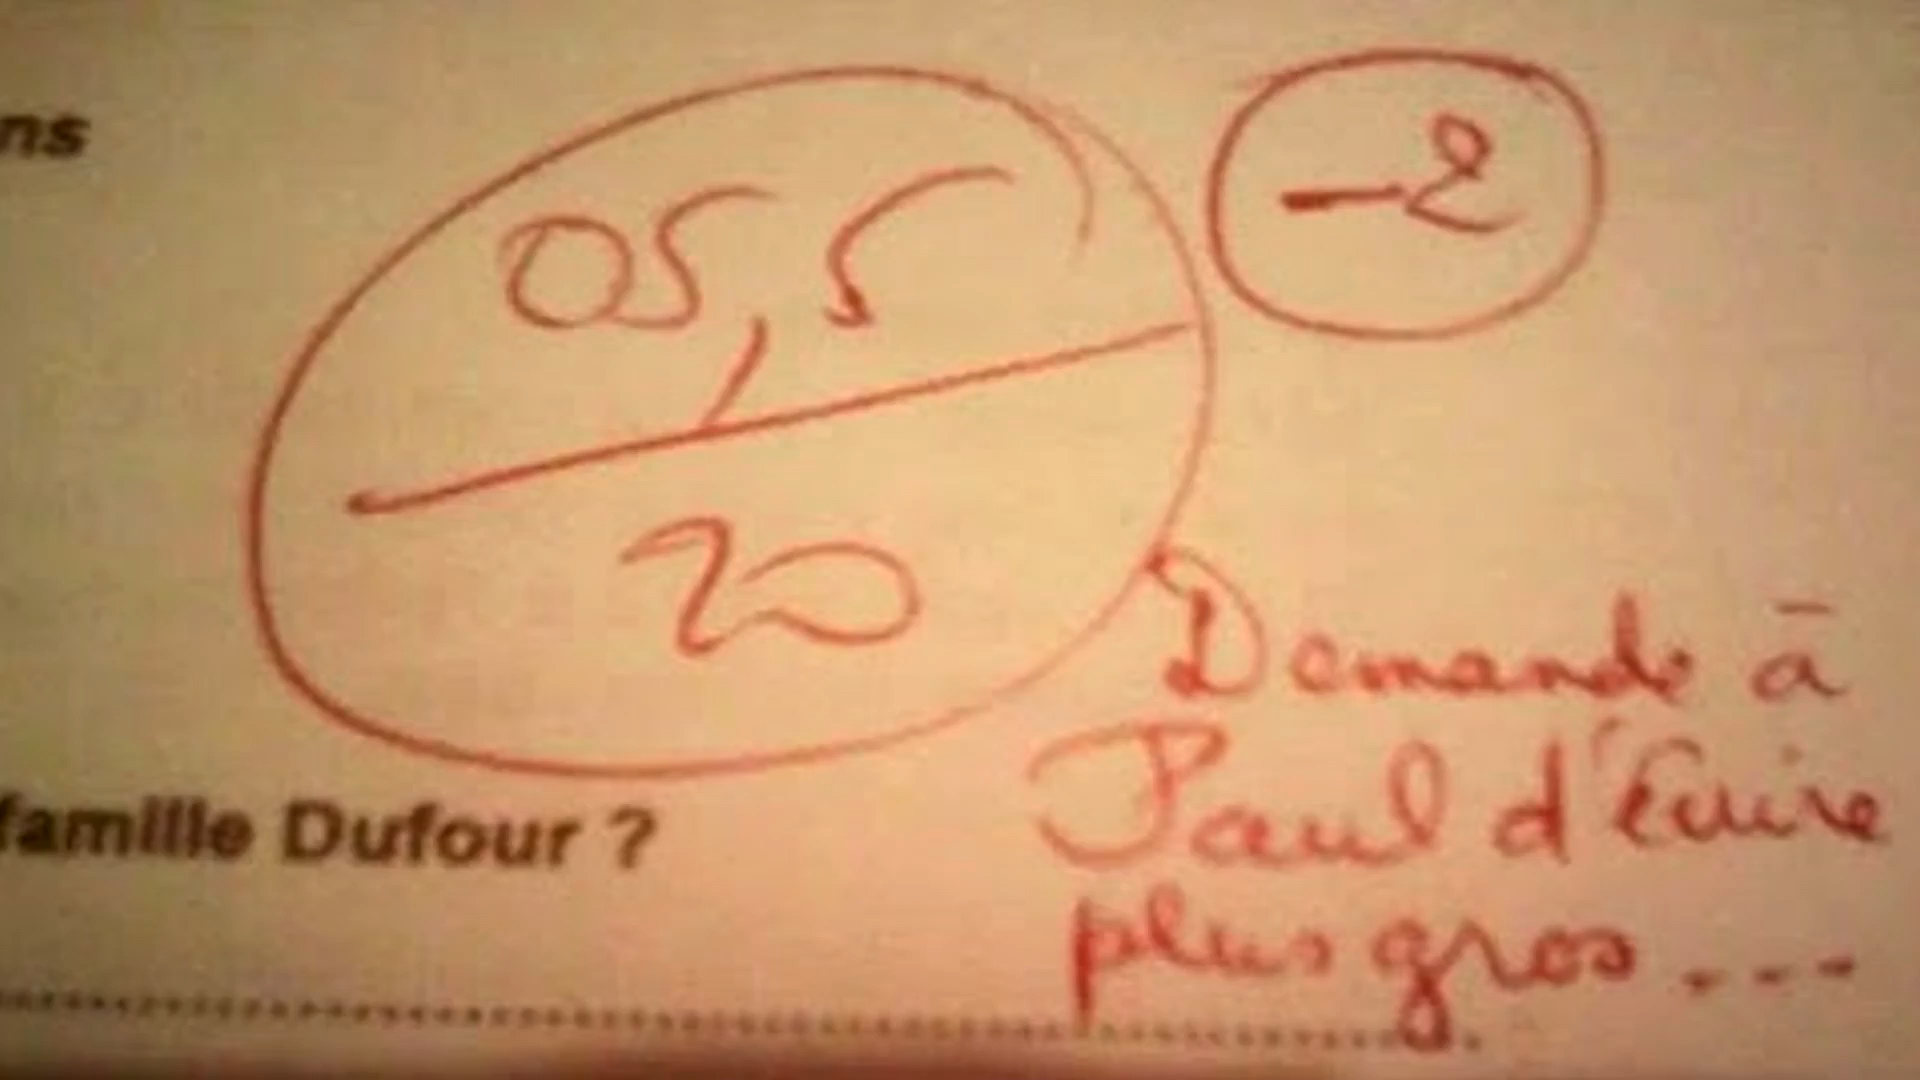 ns
05,5
-2
20
Demande à
Paul d'écrire
famille Dufour ?
plus gros...